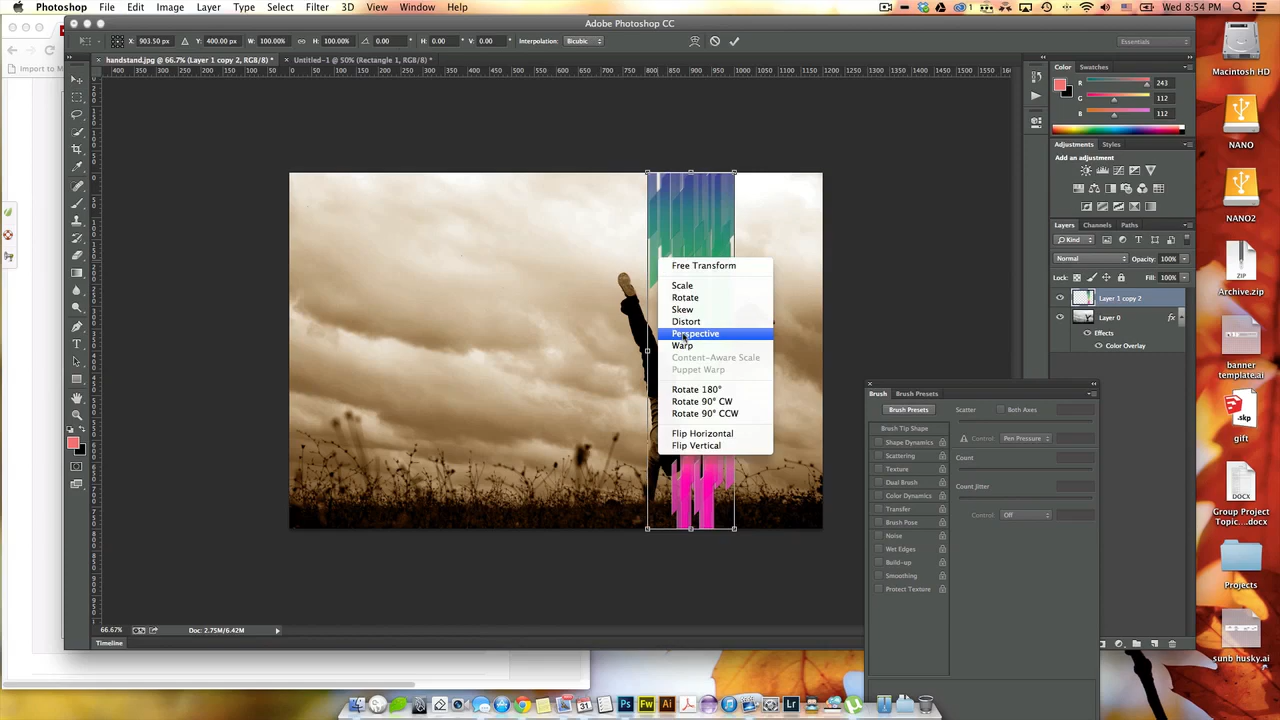 Photoshop File Edit Image Layer Type Select Filter 3D View Window Help
Wed 8:54 PM
Adobe Photoshop CC
X: 903.50 px Y: 400.00 px W: 100.00% H: 100.00% 0.00 ° H: 0.00 ° V: 0.00 ° Interpolation: Bicubic
Essentials
× handstand.jpg @ 66.7% (Layer 1 copy 2, RGB/8) * × Untitled-1 @ 50% (Rectangle 1, RGB/8) *
Import to M
Color Swatches
R 243
G 112
B 112
Adjustments Styles
Add an adjustment
Layers Channels Paths
Kind
Normal Opacity: 100%
Lock: Fill: 100%
Layer 1 copy 2
Layer 0
Effects
Color Overlay
Free Transform
Scale
Rotate
Skew
Distort
Perspective
Warp
Content-Aware Scale
Puppet Warp
Rotate 180°
Rotate 90° CW
Rotate 90° CCW
Flip Horizontal
Flip Vertical
Brush Brush Presets
Brush Presets
Brush Tip Shape
Shape Dynamics
Scattering
Texture
Dual Brush
Color Dynamics
Transfer
Brush Pose
Noise
Wet Edges
Build-up
Smoothing
Protect Texture
Scatter Both Axes
Control: Pen Pressure
Count
Count Jitter
Control: Off
66.67% Doc: 2.75M/6.42M
Timeline
Macintosh HD
NANO
NANO2
ZIP
Archive.zip
banner
template.ai
.skp
gift
DOCX
Group Project
Topic....docx
Projects
sunb husky.ai
31
Ps Fw Ai Lr